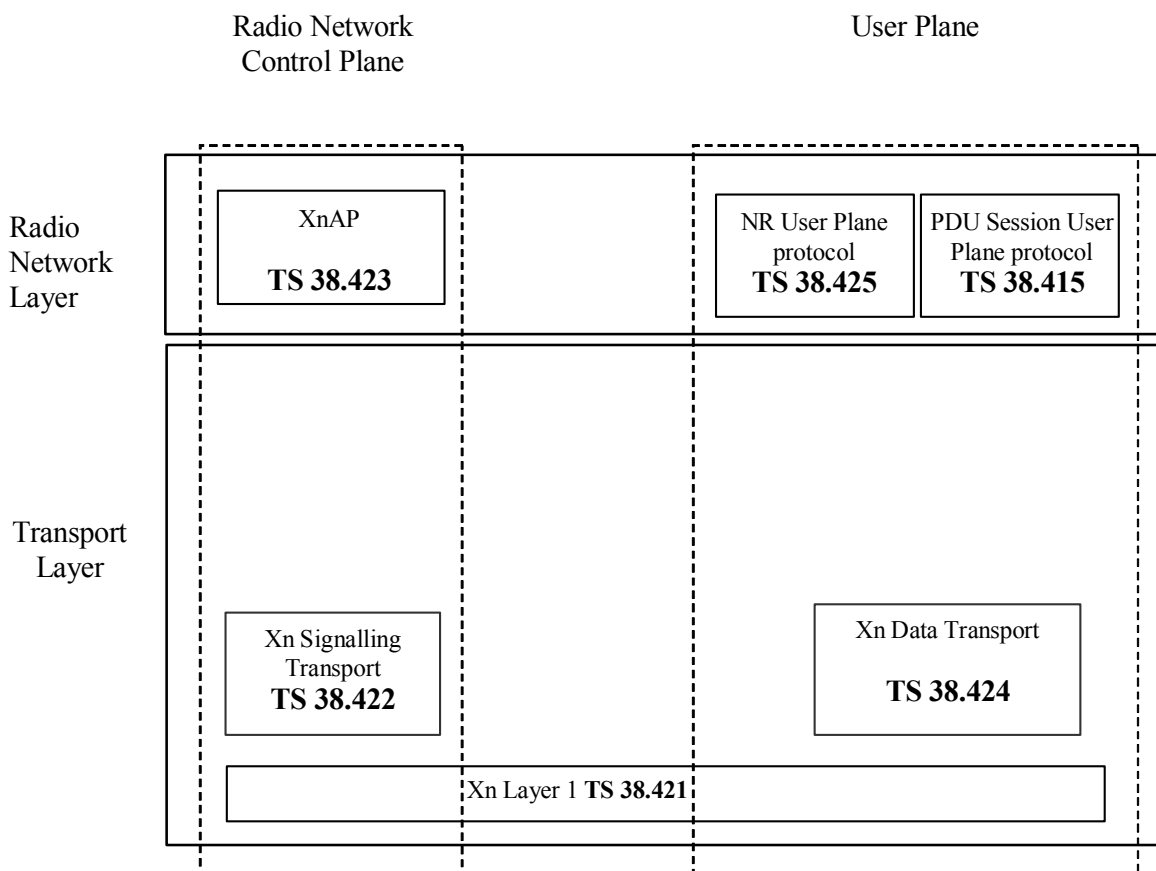 Radio Network
Control Plane
User Plane
Radio
Network
Layer
XnAP
TS 38.423
NR User Plane
protocol
TS 38.425
PDU Session User
Plane protocol
TS 38.415
Transport
Layer
Xn Signalling
Transport
TS 38.422
Xn Data Transport
TS 38.424
Xn Layer 1 TS 38.421